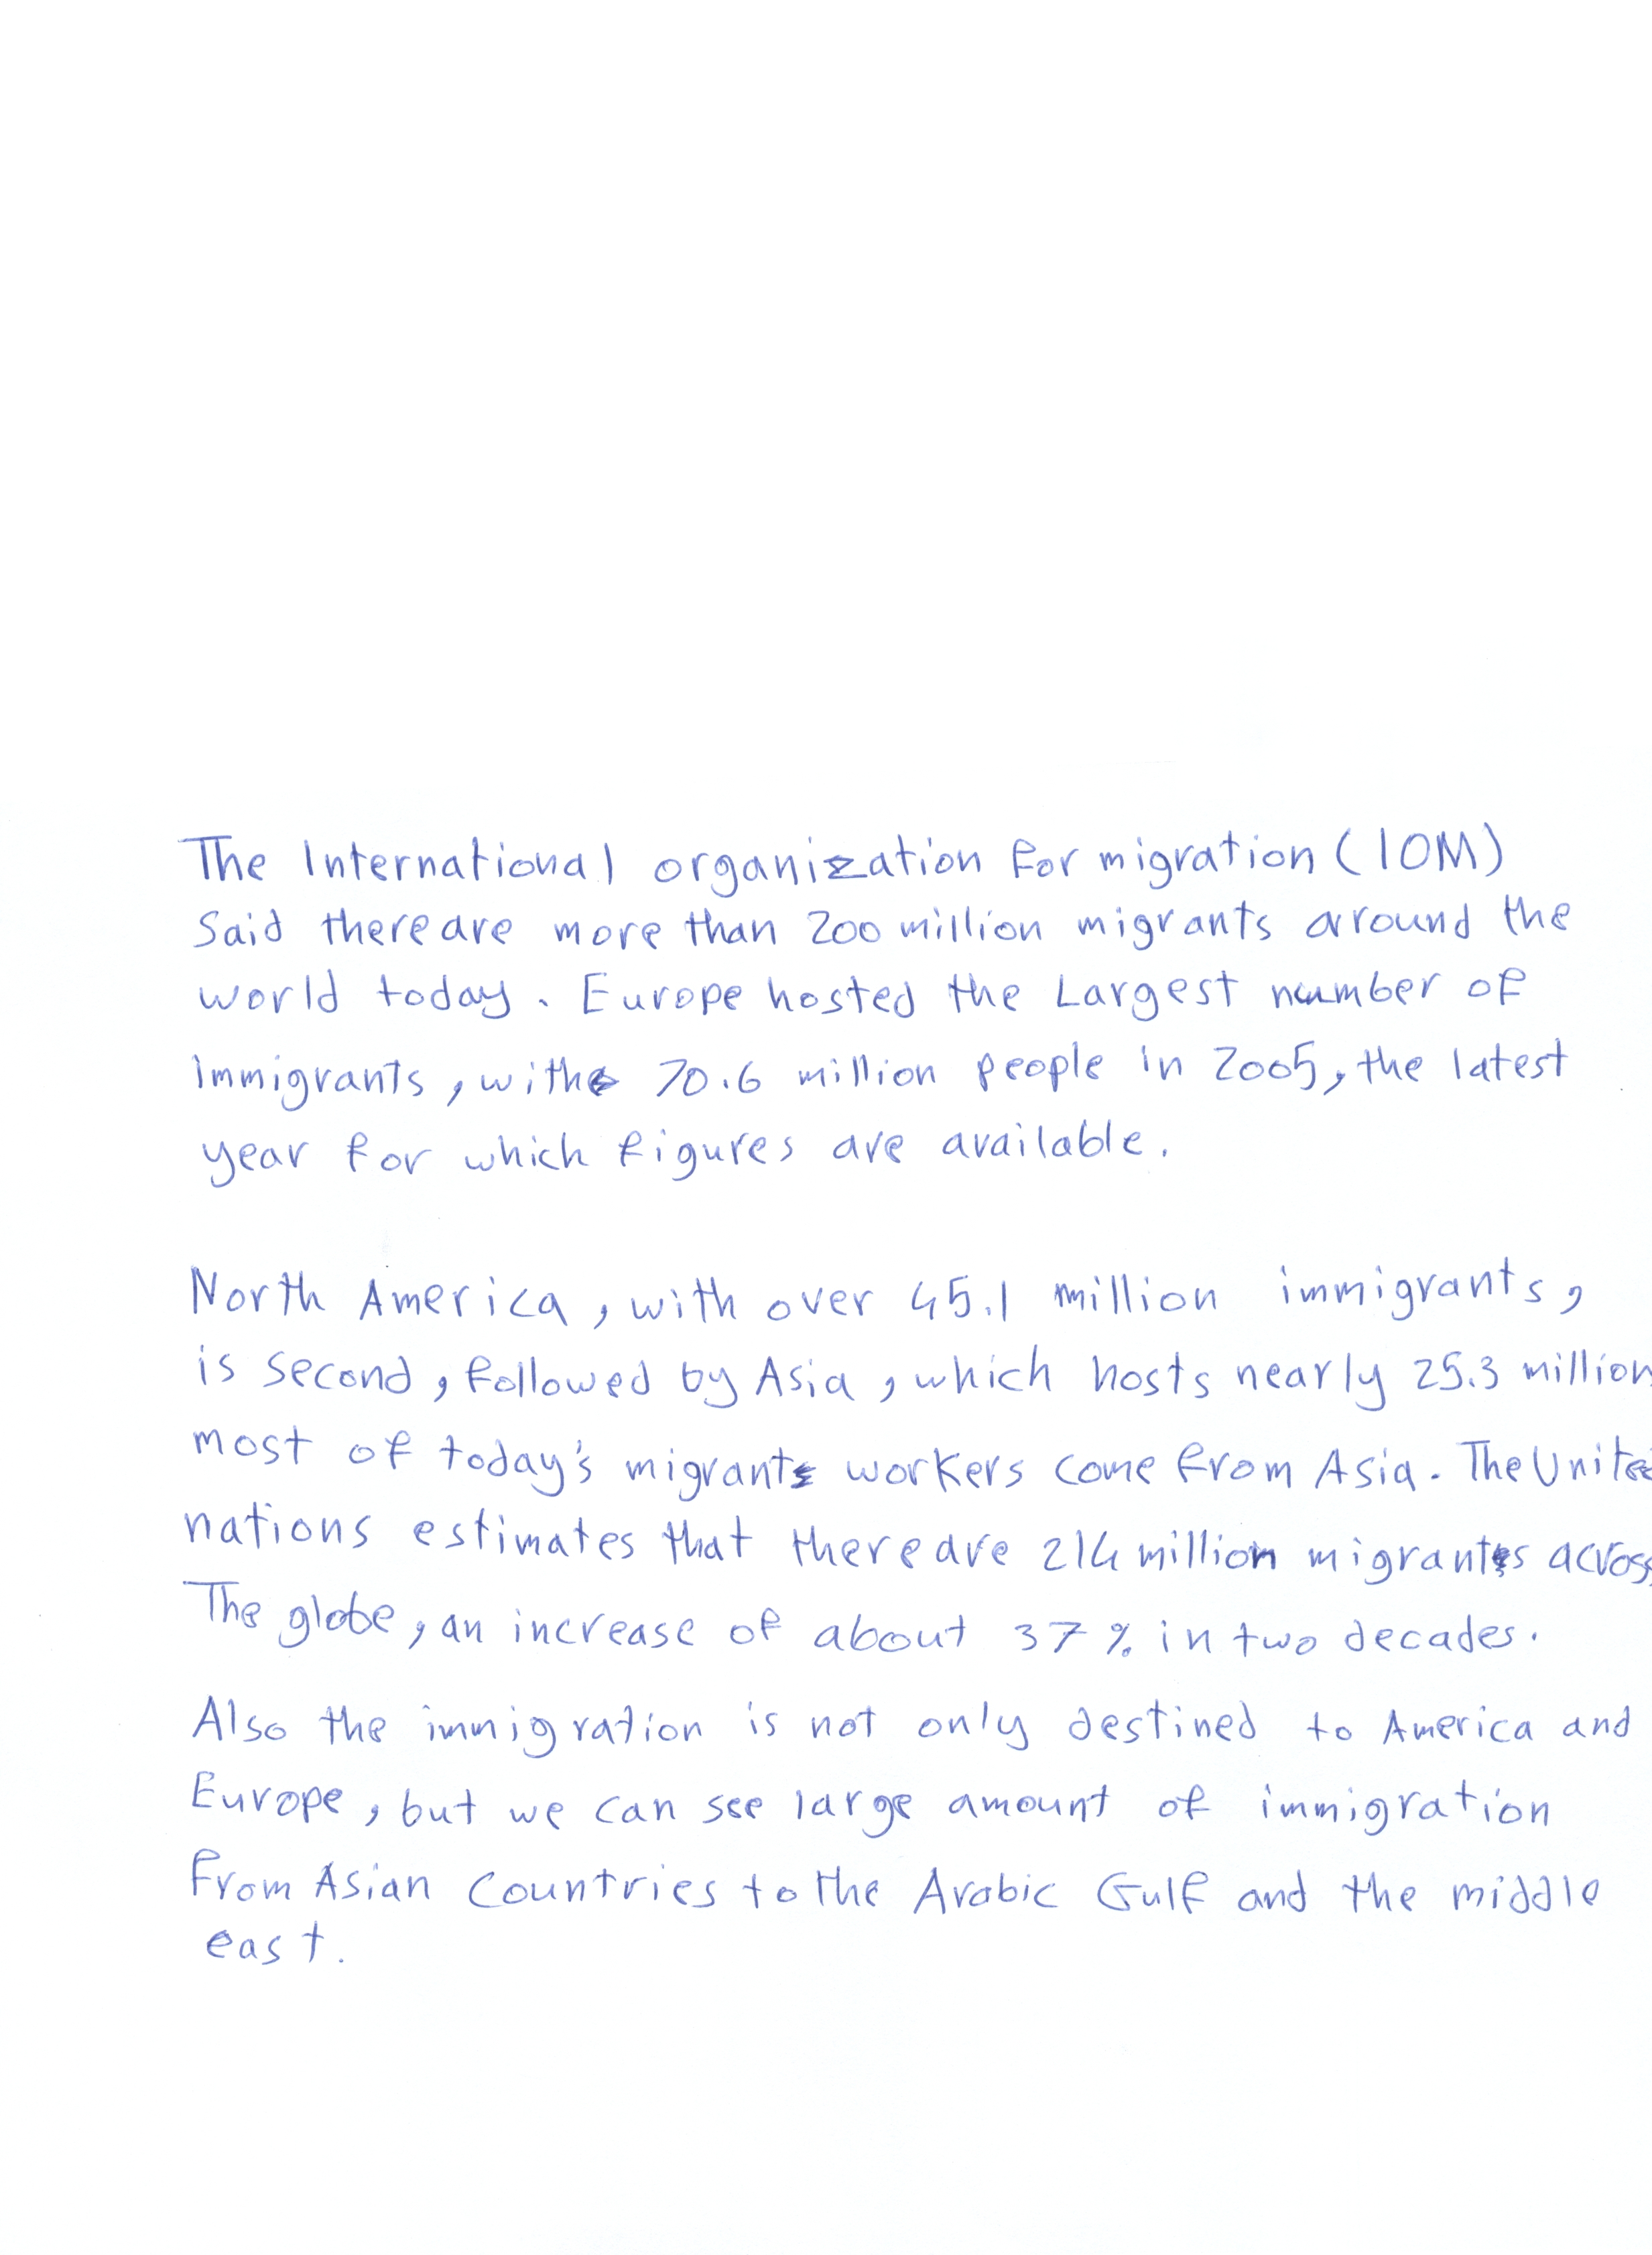 The International organization for migration (IOM)
Said there are more than 200 million migrants around the
world today. Europe hosted the Largest number of
immigrants, with 70.6 million people in 2005, the latest
year for which figures are available.
North America, with over 45.1 million immigrants,
is second, followed by Asia, which hosts nearly 25.3 million
most of today's migrant workers come from Asia. The Unite
nations estimates that there are 214 million migrants across
The globe, an increase of about 37 % in two decades.
Also the immigration is not only destined to America and
Europe, but we can see large amount of immigration
from Asian Countries to the Arabic Gulf and the middle
east.